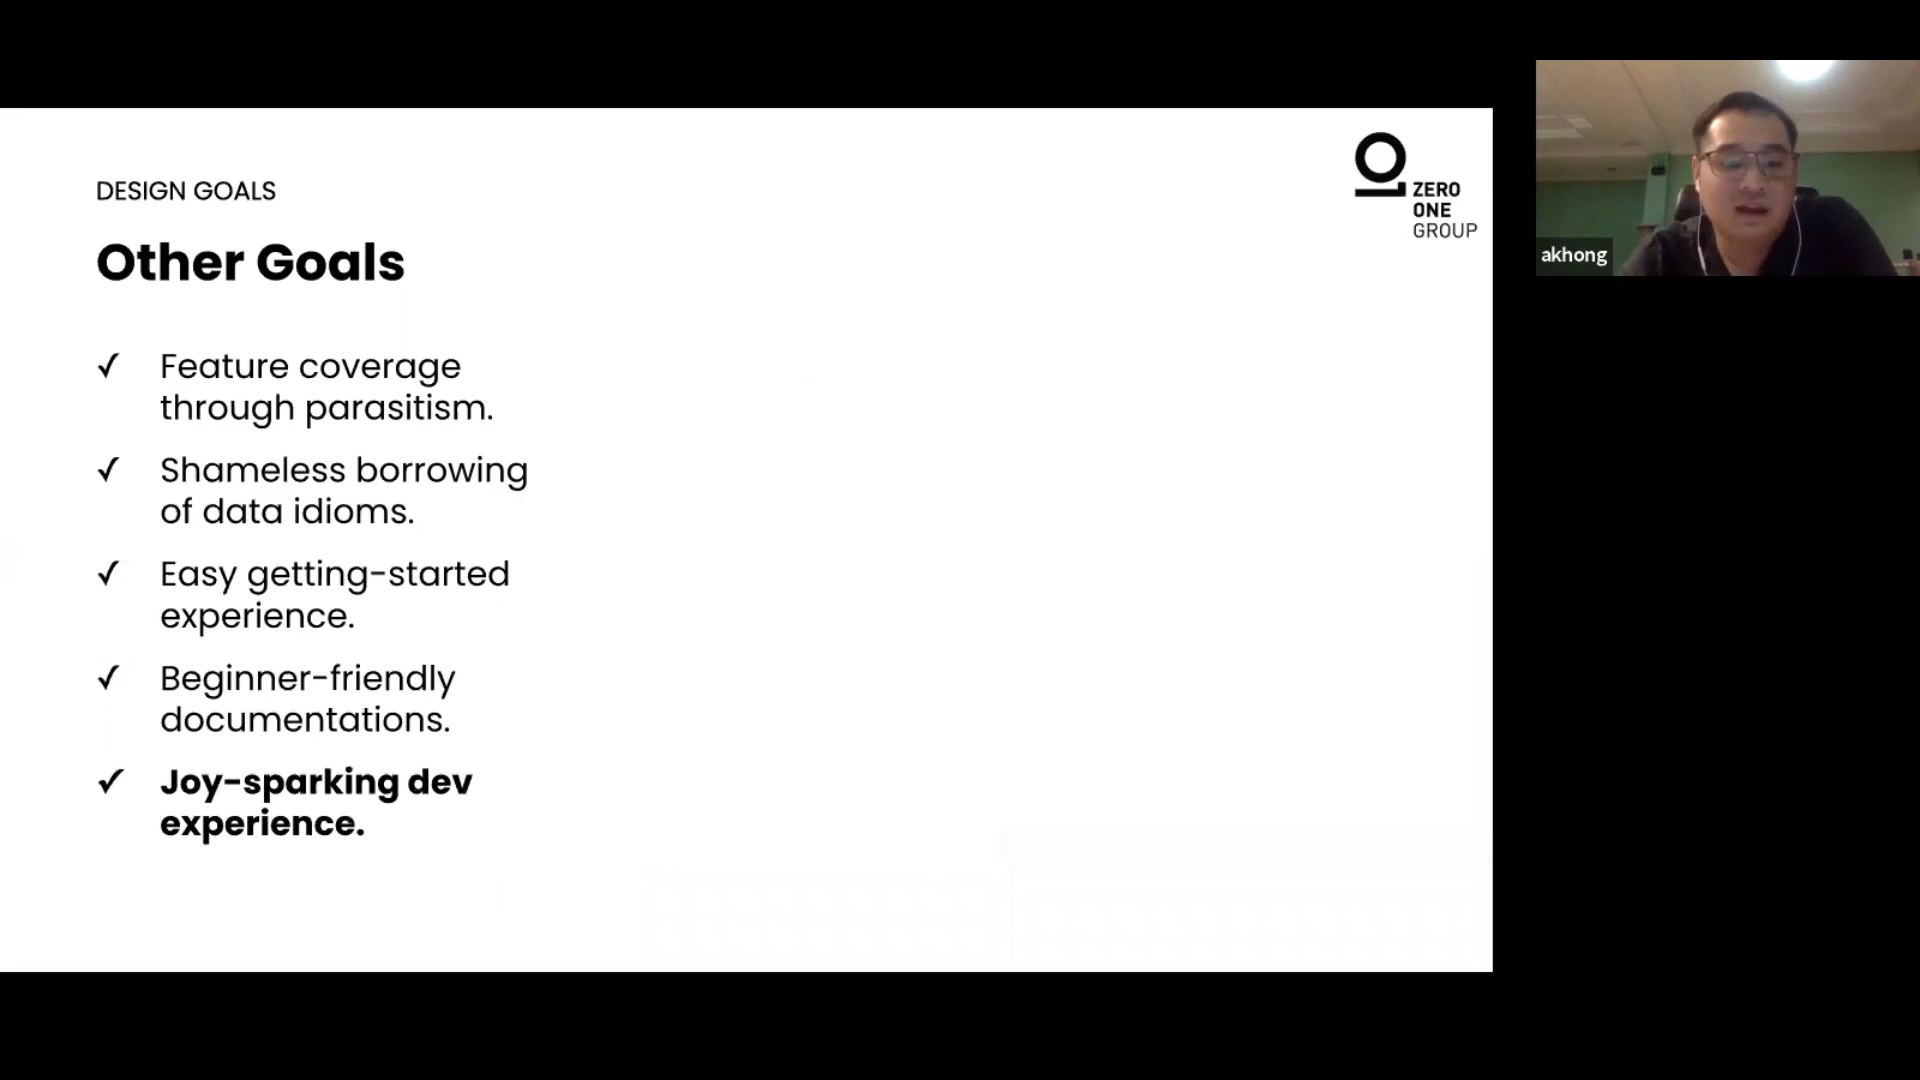 DESIGN GOALS
Other Goals
✓ Feature coverage
through parasitism.
✓ Shameless borrowing
of data idioms.
✓ Easy getting-started
experience.
✓ Beginner-friendly
documentations.
✓ Joy-sparking dev
experience.
ZERO
ONE
GROUP
akhong